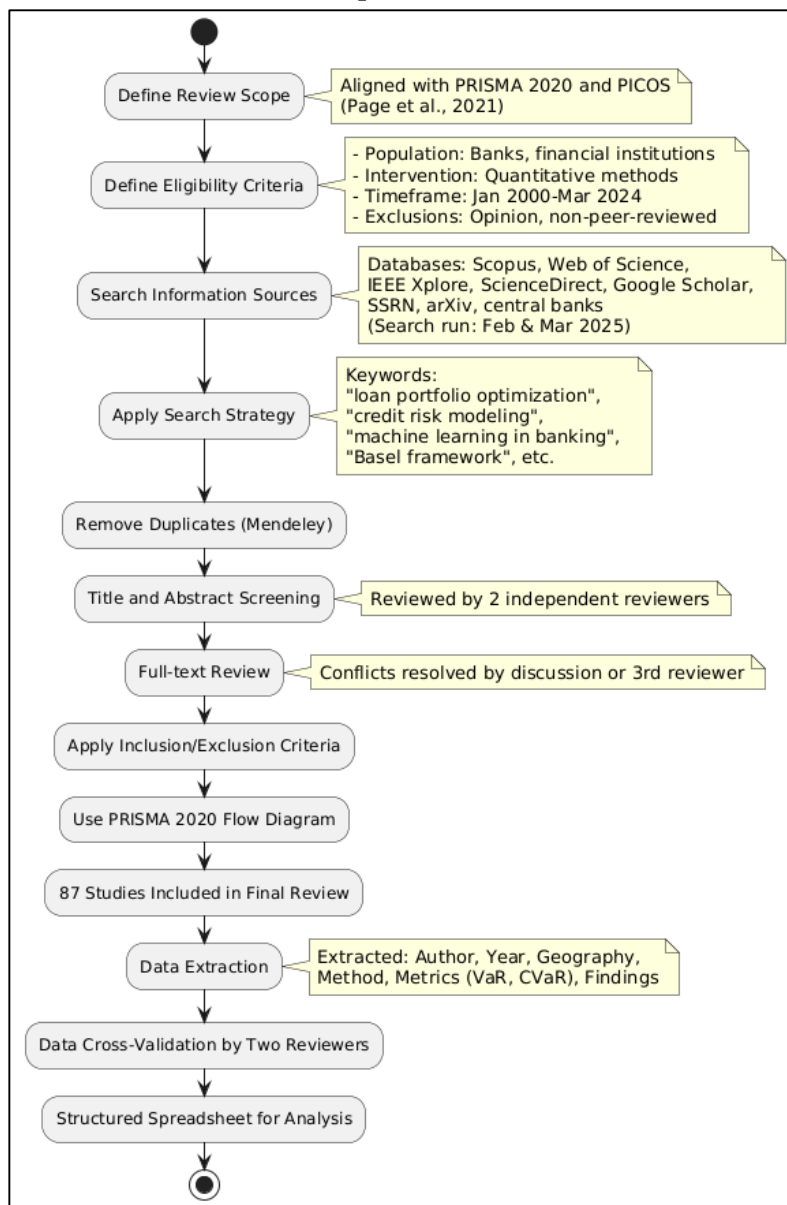 Define Review Scope
Aligned with PRISMA 2020 and PICOS
(Page et al., 2021)
Define Eligibility Criteria
- Population: Banks, financial institutions
- Intervention: Quantitative methods
- Timeframe: Jan 2000-Mar 2024
- Exclusions: Opinion, non-peer-reviewed
Search Information Sources
Databases: Scopus, Web of Science,
IEEE Xplore, ScienceDirect, Google Scholar,
SSRN, arXiv, central banks
(Search run: Feb & Mar 2025)
Apply Search Strategy
Keywords:
"loan portfolio optimization",
"credit risk modeling",
"machine learning in banking",
"Basel framework", etc.
Remove Duplicates (Mendeley)
Title and Abstract Screening
Reviewed by 2 independent reviewers
Full-text Review
Conflicts resolved by discussion or 3rd reviewer
Apply Inclusion/Exclusion Criteria
Use PRISMA 2020 Flow Diagram
87 Studies Included in Final Review
Data Extraction
Extracted: Author, Year, Geography,
Method, Metrics (VaR, CVaR), Findings
Data Cross-Validation by Two Reviewers
Structured Spreadsheet for Analysis